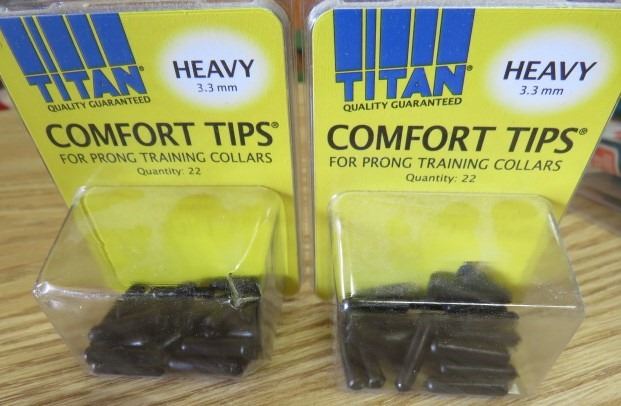 TITAN®
QUALITY GUARANTEED
HEAVY
3.3 mm
COMFORT TIPS®
FOR PRONG TRAINING COLLARS
Quantity: 22
TITAN®
QUALITY GUARANTEED
HEAVY
3.3 mm
COMFORT TIPS®
FOR PRONG TRAINING COLLARS
Quantity: 22